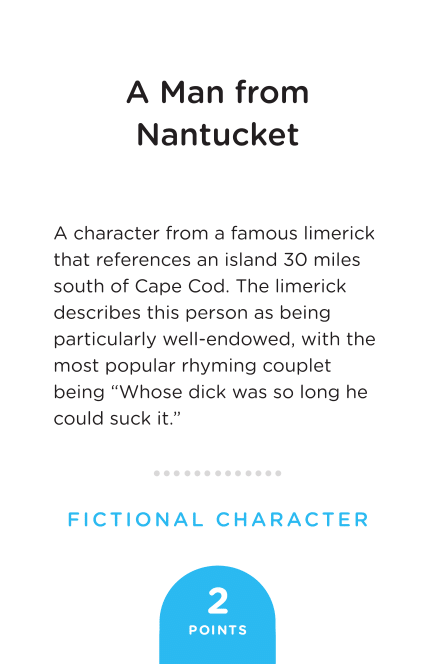 A Man from
Nantucket
A character from a famous limerick
that references an island 30 miles
south of Cape Cod. The limerick
describes this person as being
particularly well-endowed, with the
most popular rhyming couplet
being “Whose dick was so long he
could suck it.”
FICTIONAL CHARACTER
2
POINTS